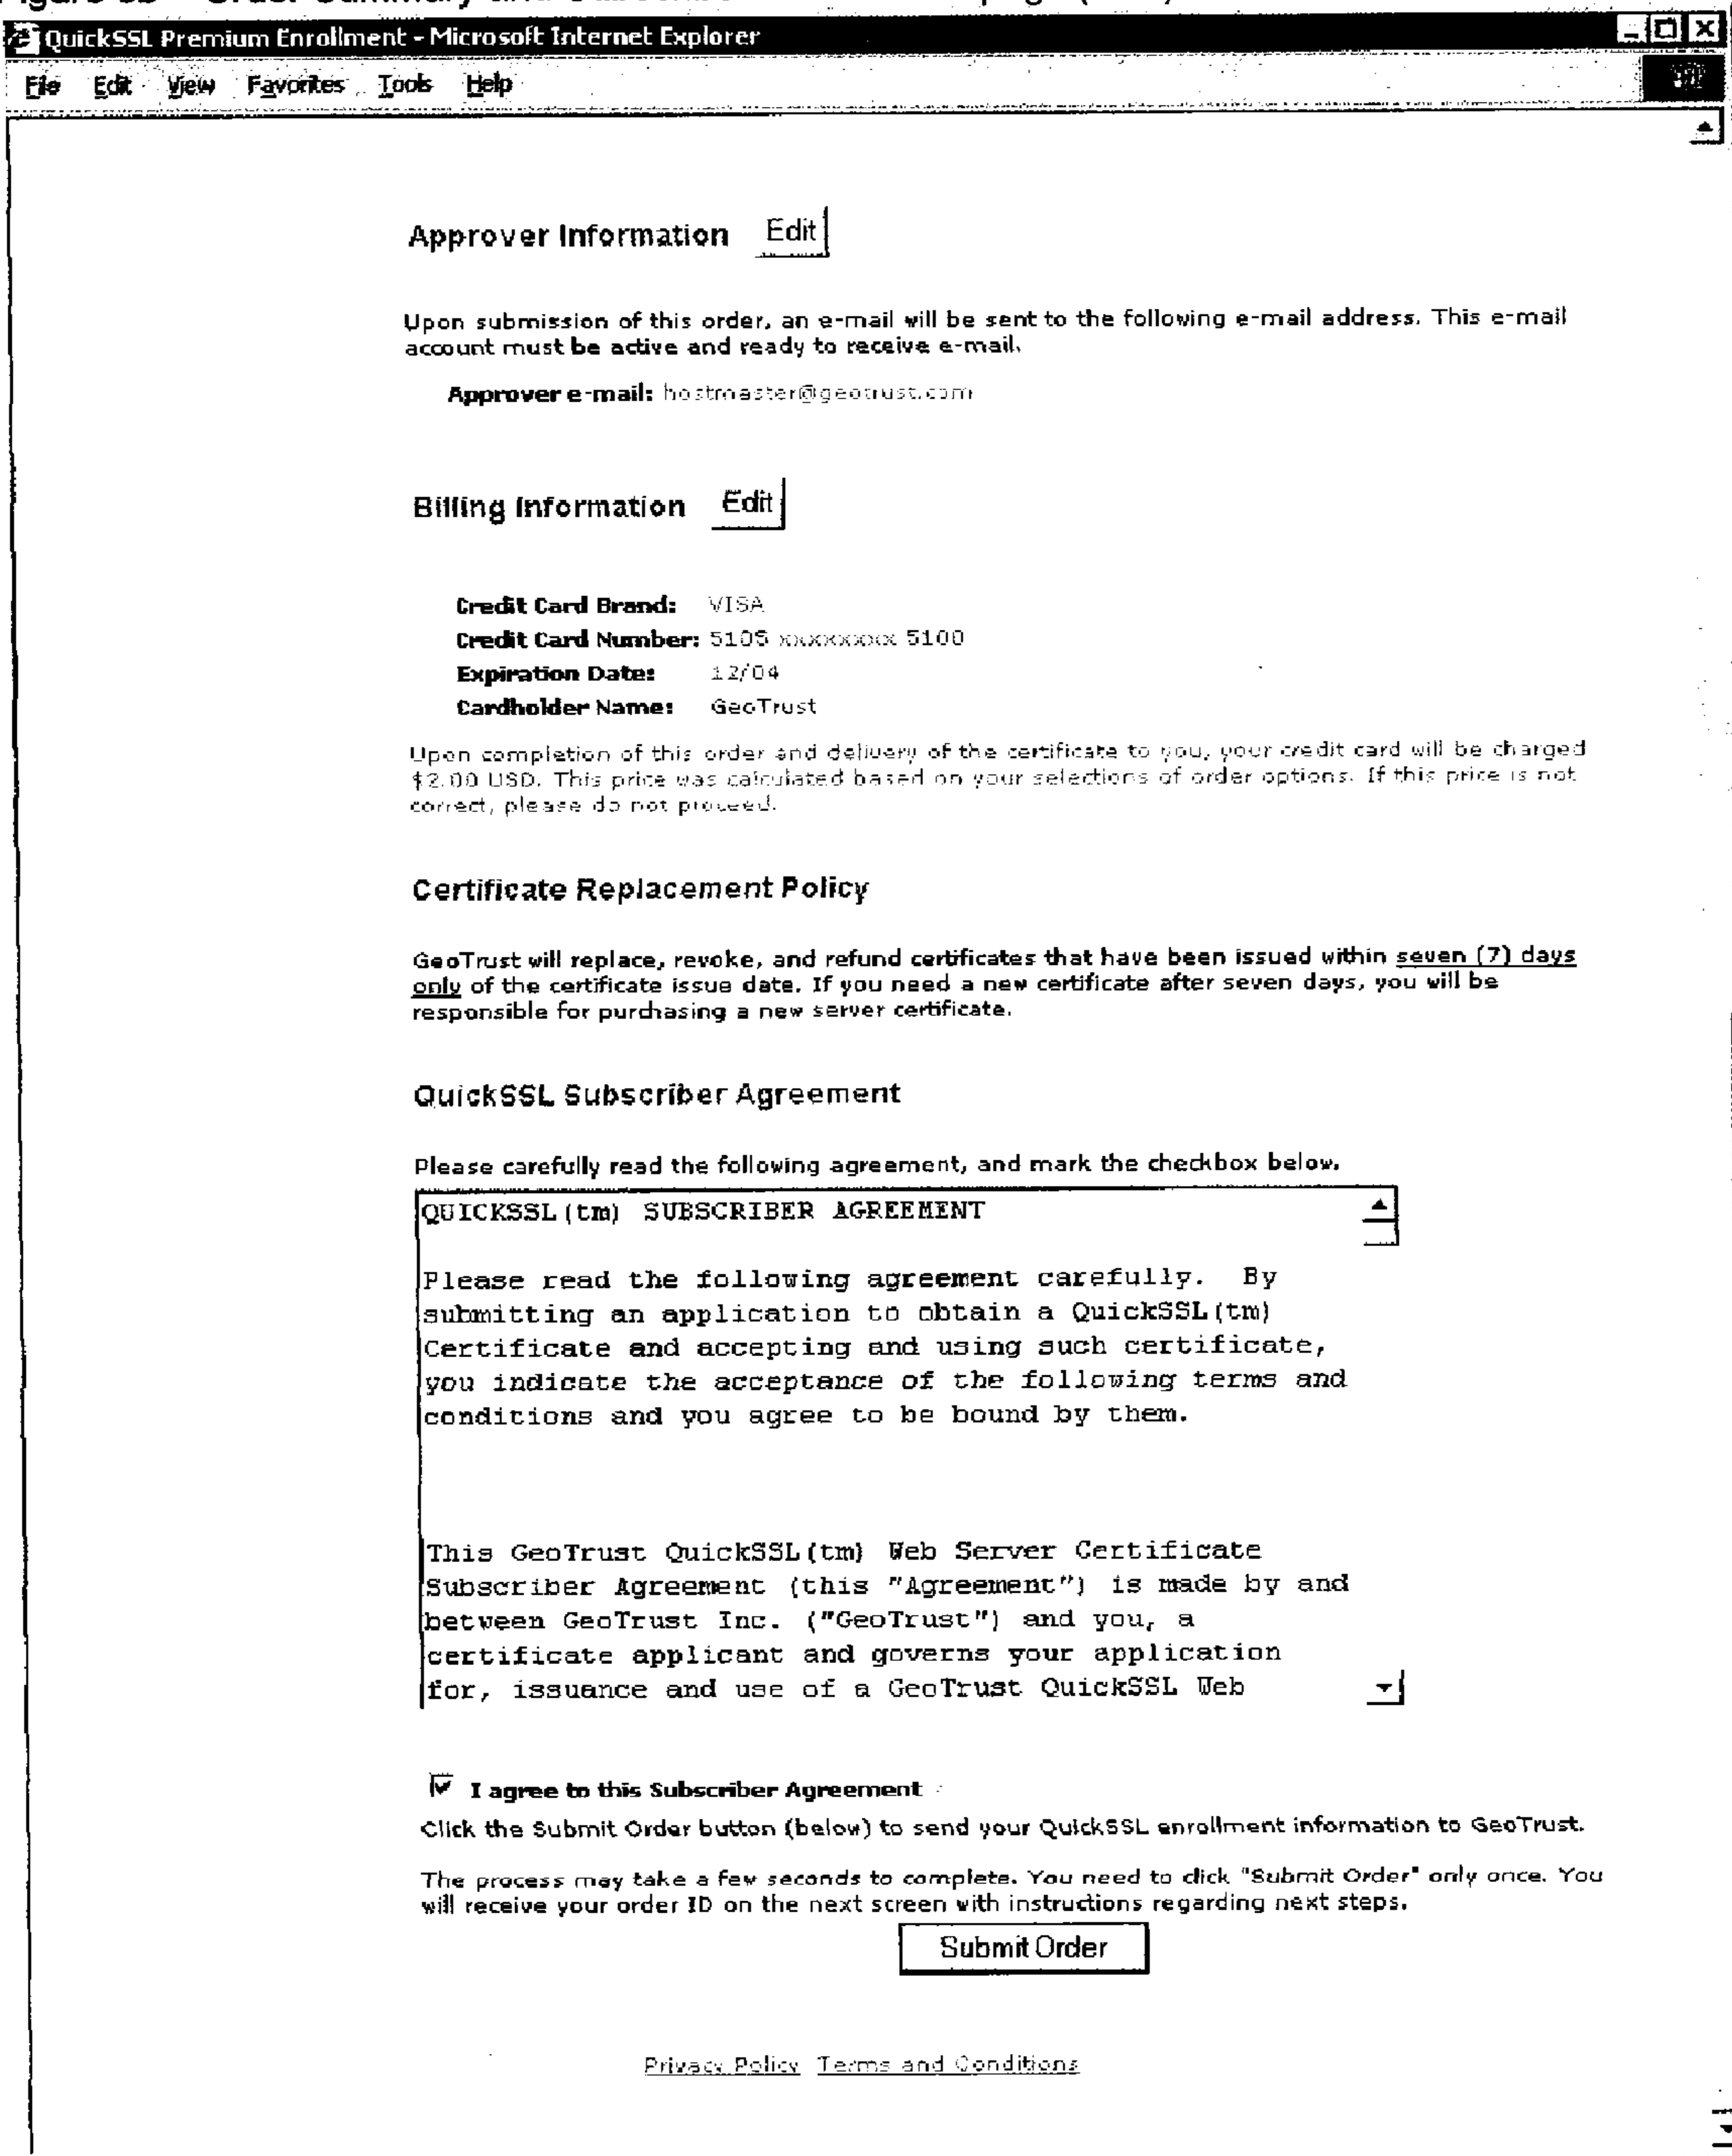 QuickSSL Premium Enrollment - Microsoft Internet Explorer
File Edit View Favorites Tools Help
Approver Information Edit
Upon submission of this order, an e-mail will be sent to the following e-mail address. This e-mail
account must be active and ready to receive e-mail.
Approver e-mail: hostmaster@geotrust.com
Billing Information Edit
Credit Card Brand: VISA
Credit Card Number: 5105 xxxxxxxx 5100
Expiration Date: 12/04
Cardholder Name: GeoTrust
Upon completion of this order and delivery of the certificate to you, your credit card will be charged
$2.00 USD. This price was calculated based on your selections of order options. If this price is not
correct, please do not proceed.
Certificate Replacement Policy
GeoTrust will replace, revoke, and refund certificates that have been issued within seven (7) days
only of the certificate issue date. If you need a new certificate after seven days, you will be
responsible for purchasing a new server certificate.
QuickSSL Subscriber Agreement
Please carefully read the following agreement, and mark the checkbox below.
QUICKSSL(tm) SUBSCRIBER AGREEMENT
Please read the following agreement carefully. By
submitting an application to obtain a QuickSSL(tm)
Certificate and accepting and using such certificate,
you indicate the acceptance of the following terms and
conditions and you agree to be bound by them.
This GeoTrust QuickSSL(tm) Web Server Certificate
Subscriber Agreement (this "Agreement") is made by and
between GeoTrust Inc. ("GeoTrust") and you, a
certificate applicant and governs your application
for, issuance and use of a GeoTrust QuickSSL Web
I agree to this Subscriber Agreement
Click the Submit Order button (below) to send your QuickSSL enrollment information to GeoTrust.
The process may take a few seconds to complete. You need to click "Submit Order" only once. You
will receive your order ID on the next screen with instructions regarding next steps.
Submit Order
Privacy Policy Terms and Conditions